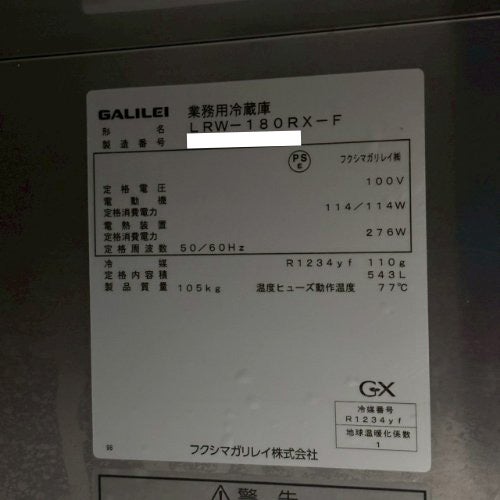 GALILEI 業務用冷蔵庫
形名 LRW-180RX-F
製造番号
PS
E
フクシマガリレイ㈱
定格電圧 100V
電動機
定格消費電力 114/114W
電熱装置
定格消費電力 276W
定格周波数 50/60Hz
冷媒 R1234yf 110g
定格内容積 543L
製品質量 105kg 温度ヒューズ動作温度 77℃
GX
冷媒番号
R1234yf
地球温暖化係数
1
98 フクシマガリレイ株式会社
警告